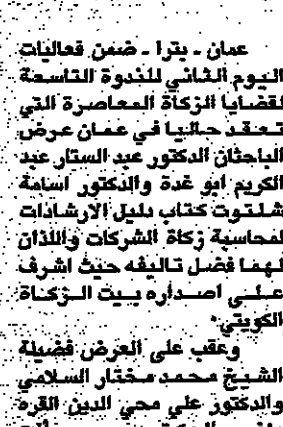 عمان - بترا - ضمن فعاليات
اليوم الثاني للندوة التاسعة
لقضايا الزكاة المعاصرة التي
تعقد حاليا في عمان عرض
الباحثان الدكتور عبد الستار عبد
الكريم ابو غدة والدكتور اسامة
شلتوت كتاب دليل الارشادات
لمحاسبة زكاة الشركات واللذان
لهما فضل تاليفه حيث اشرف
على اصداره بيت الزكاة
الكويتي.
وعقب على العرض فضيلة
الشيخ محمد مختار السلامي
والدكتور علي محي الدين القره